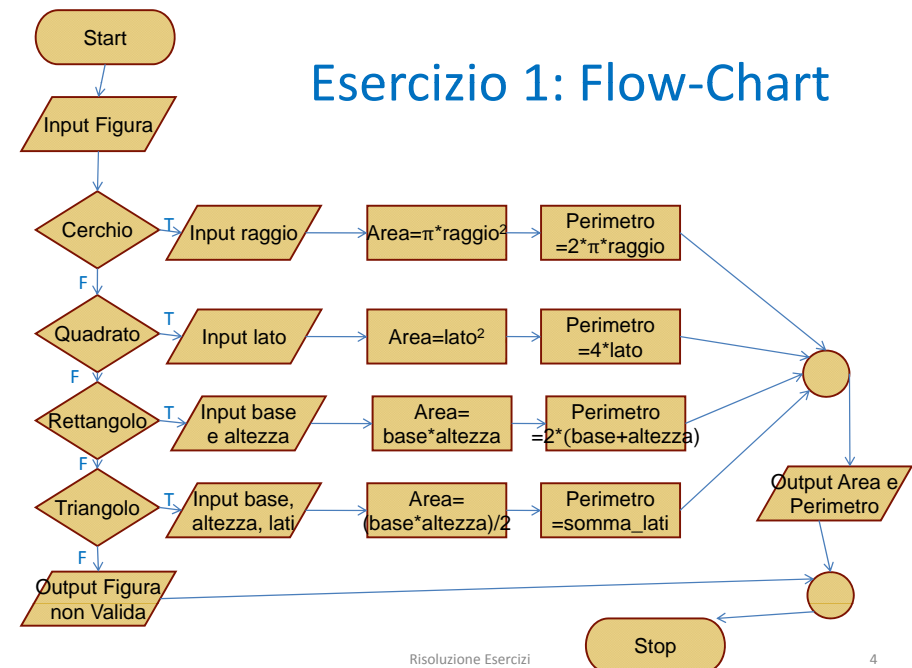 Start
Esercizio 1: Flow-Chart
Input Figura
Cerchio
T
Input raggio
Area=π*raggio²
Perimetro
=2*π*raggio
F
Quadrato
T
Input lato
Area=lato²
Perimetro
=4*lato
F
Rettangolo
T
Input base
e altezza
Area=
base*altezza
Perimetro
=2*(base+altezza)
F
Triangolo
T
Input base,
altezza, lati
Area=
(base*altezza)/2
Perimetro
=somma_lati
Output Area e
Perimetro
F
Output Figura
non Valida
Stop
Risoluzione Esercizi
4